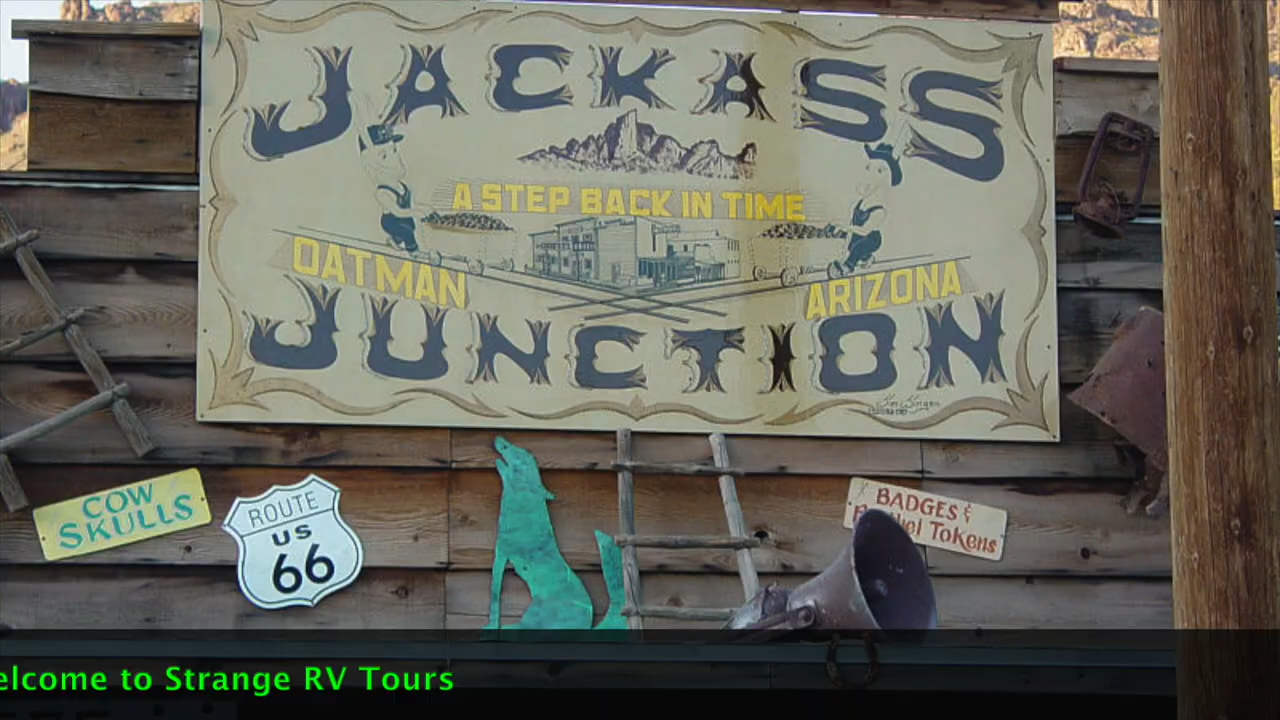 JACKASS
A STEP BACK IN TIME
OATMAN
ARIZONA
JUNCTION
COW
SKULLS
ROUTE
US
66
BADGES &
Tokens
elcome to Strange RV Tours